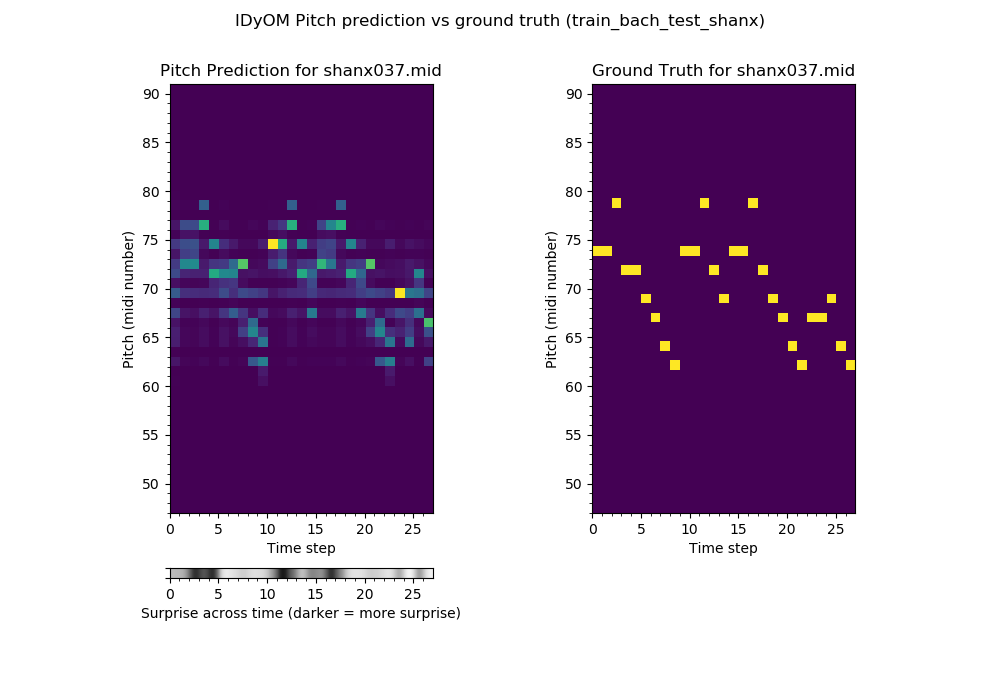 IDyOM Pitch prediction vs ground truth (train_bach_test_shanx)
Pitch Prediction for shanx037.mid
90
85
80
75
70
65
60
55
50
Pitch (midi number)
0 5 10 15 20 25
Time step
0 5 10 15 20 25
Surprise across time (darker = more surprise)
Ground Truth for shanx037.mid
90
85
80
75
70
65
60
55
50
Pitch (midi number)
0 5 10 15 20 25
Time step